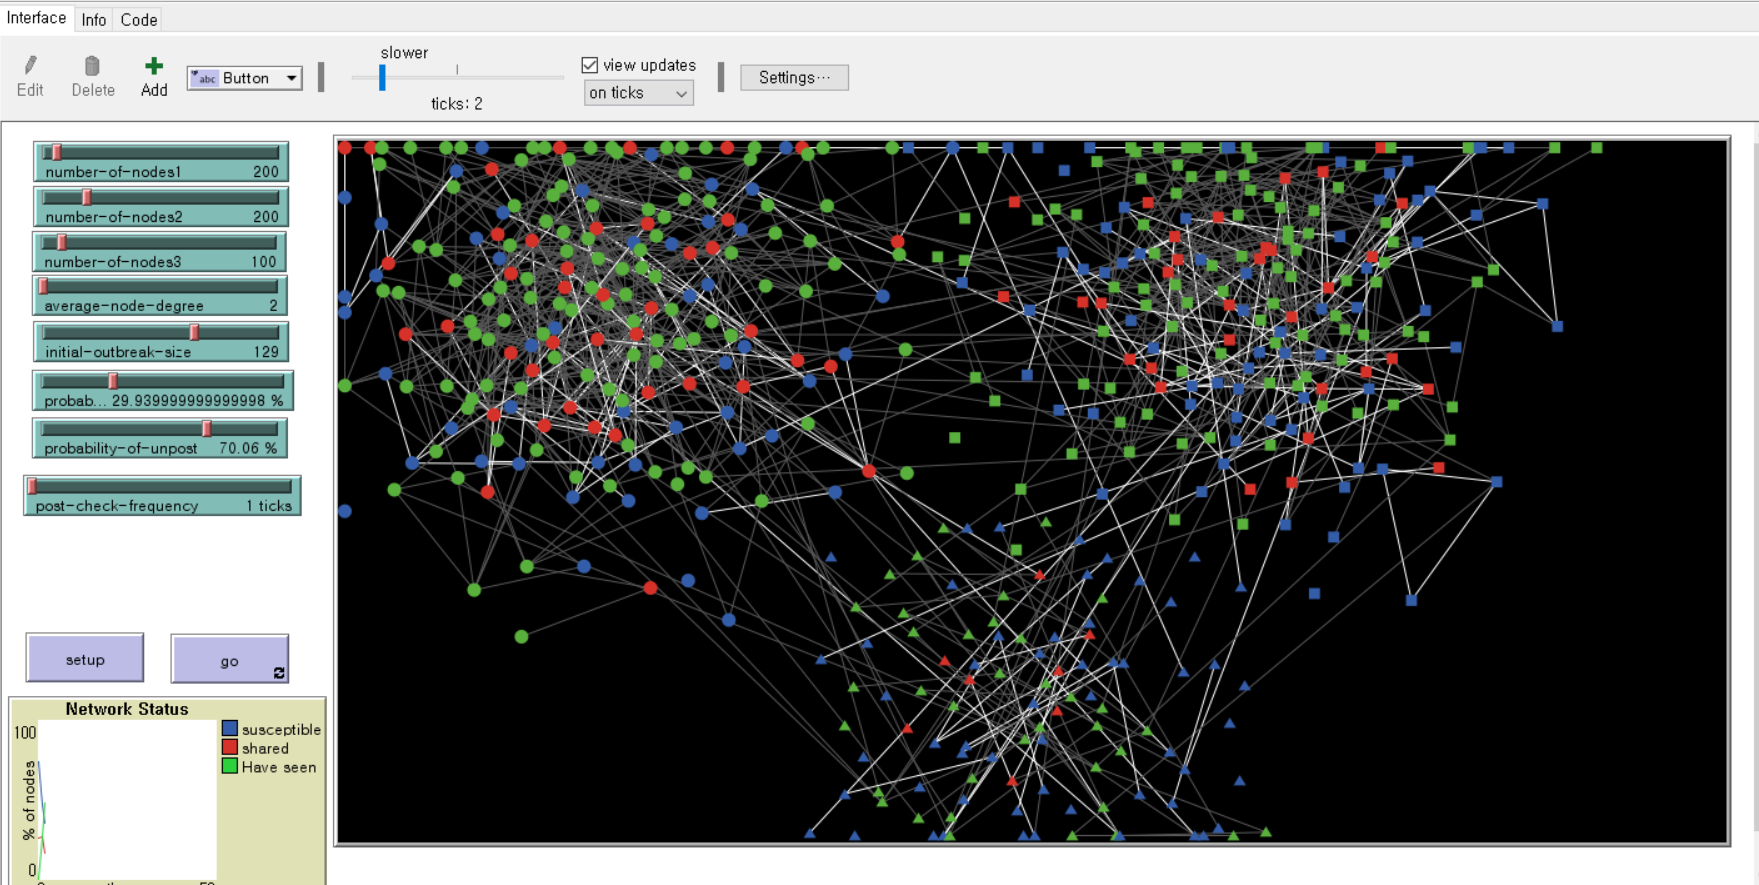 Interface Info Code
slower
view updates
Edit Delete Add abc Button
on ticks
Settings...
ticks: 2
number-of-nodes1 200
number-of-nodes2 200
number-of-nodes3 100
average-node-degree 2
initial-outbreak-size 129
probab... 29.939999999999998 %
probability-of-unpost 70.06 %
post-check-frequency 1 ticks
setup
go
Network Status
100
% of nodes
0
susceptible
shared
Have seen